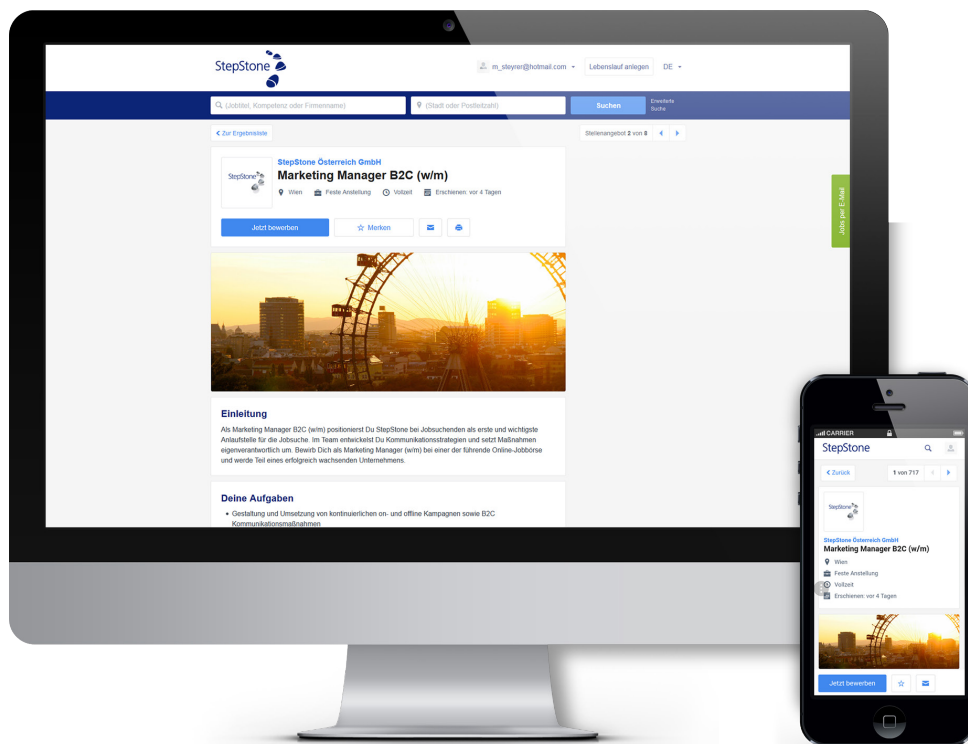 StepStone
m_steyrer@hotmail.com
Lebenslauf anlegen
DE
(Jobtitel, Kompetenz oder Firmenname)
(Stadt oder Postleitzahl)
Suchen
Erweiterte
Suche
Zur Ergebnisliste
Stellenangebot 2 von 8
StepStone
StepStone Österreich GmbH
Marketing Manager B2C (w/m)
Wien
Feste Anstellung
Vollzeit
Erschienen: vor 4 Tagen
Jetzt bewerben
Merken
Jobs per E-Mail
Einleitung
Als Marketing Manager B2C (w/m) positionierst Du StepStone bei Jobsuchenden als erste und wichtigste
Anlaufstelle für die Jobsuche. Im Team entwickelst Du Kommunikationsstrategien und setzt Maßnahmen
eigenverantwortlich um. Bewirb Dich als Marketing Manager (w/m) bei einer der führende Online-Jobbörse
und werde Teil eines erfolgreich wachsenden Unternehmens.
Deine Aufgaben
• Gestaltung und Umsetzung von kontinuierlichen on- und offline Kampagnen sowie B2C
Kommunikationsmaßnahmen
CARRIER
StepStone
Zurück
1 von 717
StepStone
StepStone Österreich GmbH
Marketing Manager B2C (w/m)
Wien
Feste Anstellung
Vollzeit
Erschienen: vor 4 Tagen
Jetzt bewerben